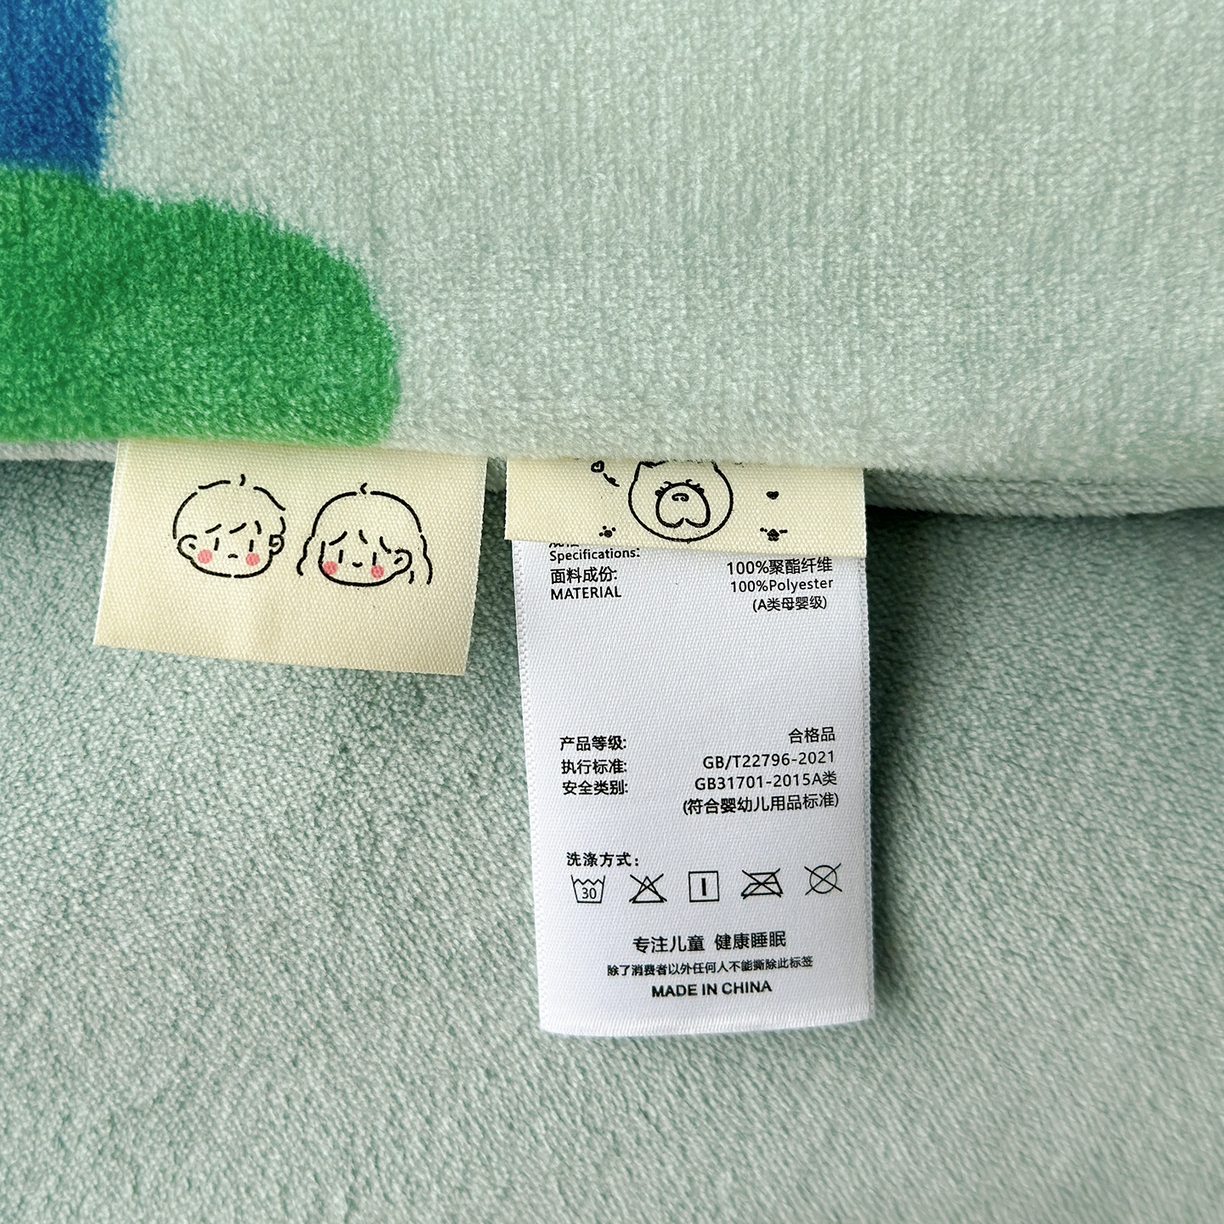 Specifications:
面料成份: 100%聚酯纤维
MATERIAL 100%Polyester
(A类母婴级)
产品等级: 合格品
执行标准: GB/T22796-2021
安全类别: GB31701-2015A类
(符合婴幼儿用品标准)
洗涤方式:
30
专注儿童 健康睡眠
除了消费者以外任何人不能撕除此标签
MADE IN CHINA